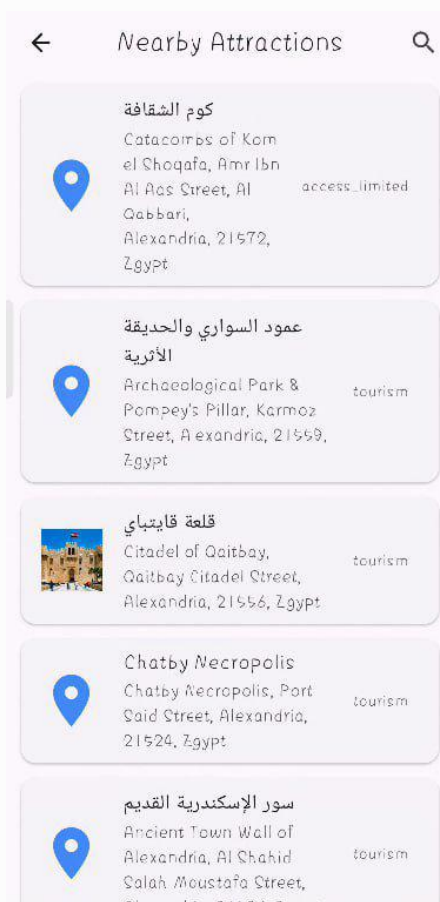 Nearby Attractions
كوم الشقافة
Catacombs of Kom
el Shoqafa, Amr Ibn
Al Aas Street, Al
Qabbari,
Alexandria, 21572,
Egypt
access_limited
عمود السواري والحديقة
الأثرية
Archaeological Park &
Pompey's Pillar, Karmoz
Street, Alexandria, 21559,
Egypt
tourism
قلعة قايتباي
Citadel of Qaitbay,
Qaitbay Citadel Street,
Alexandria, 21556, Egypt
tourism
Chatby Necropolis
Chatby Necropolis, Port
Said Street, Alexandria,
21524, Egypt
tourism
سور الإسكندرية القديم
Ancient Town Wall of
Alexandria, Al Shahid
Salah Moustafa Street,
tourism